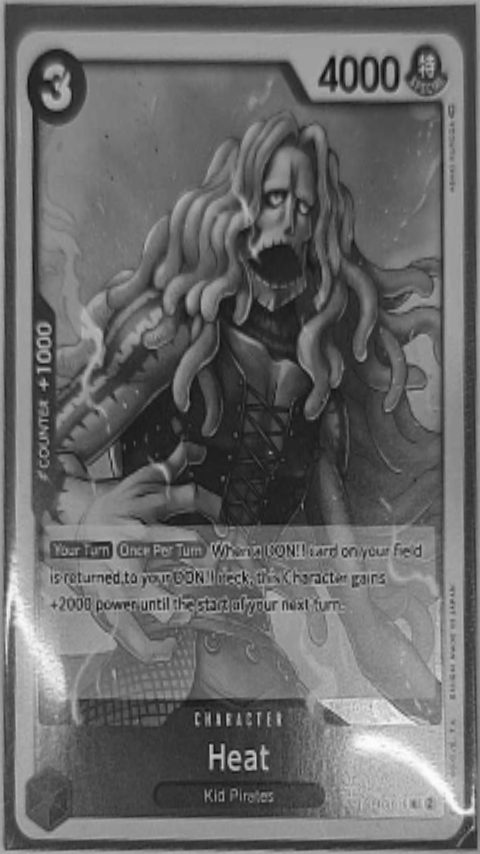 3
4000
特
SPECIAL
COUNTER +1000
Your Turn Once Per Turn When a DON!! card on your field
is returned to your DON!! deck, this Character gains
+2000 power until the start of your next turn.
CHARACTER
Heat
Kid Pirates